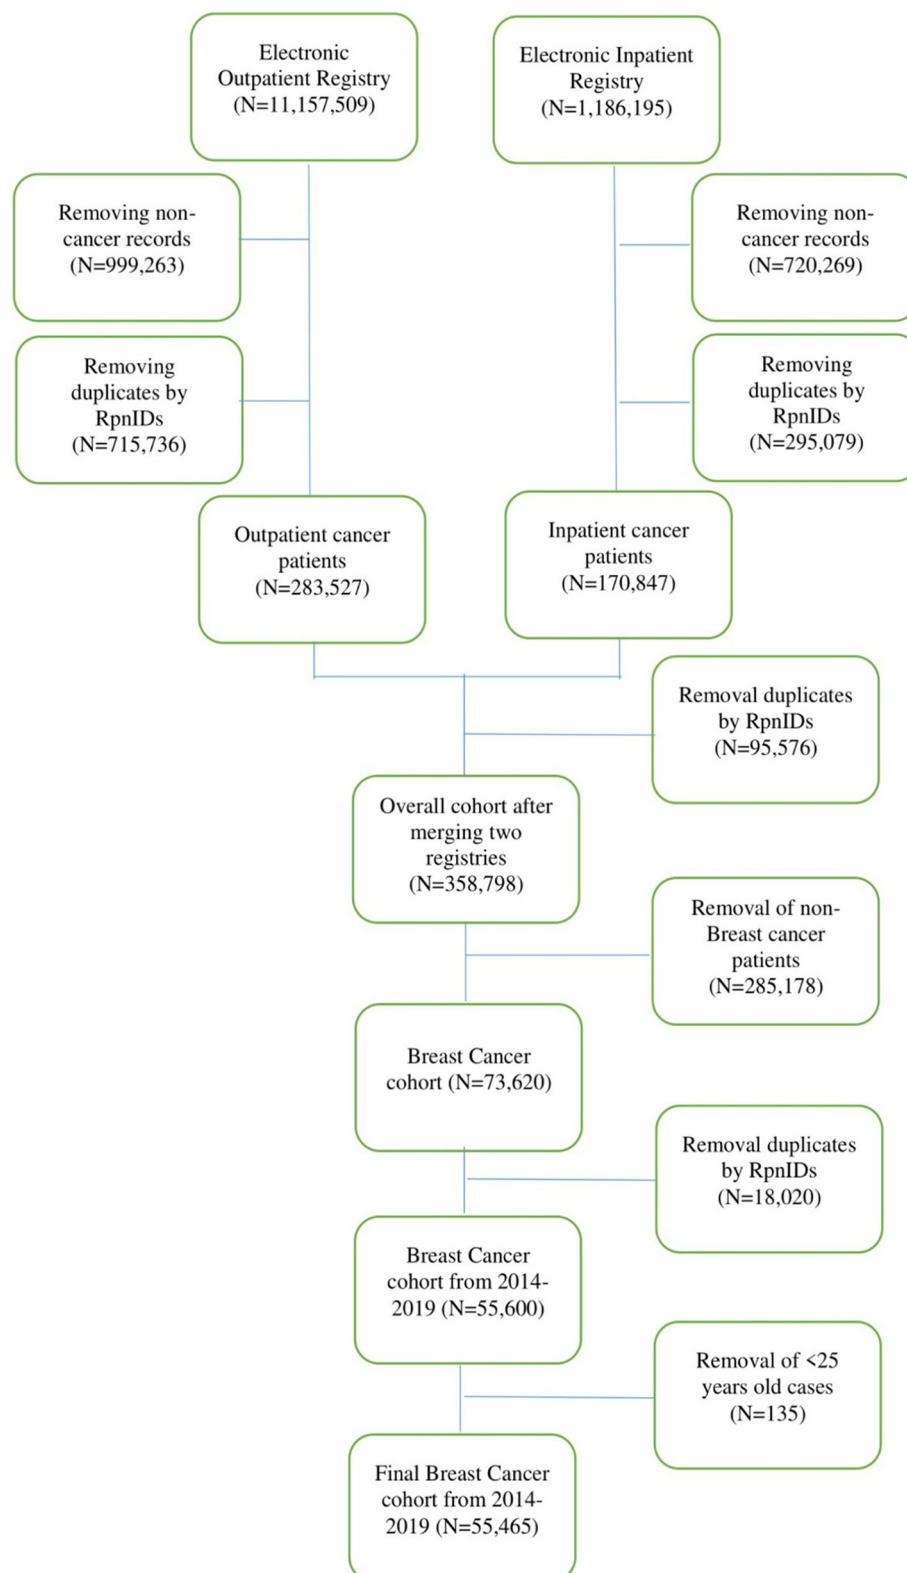 Electronic
Outpatient Registry
(N=11,157,509)
Electronic Inpatient
Registry
(N=1,186,195)
Removing non-
cancer records
(N=999,263)
Removing non-
cancer records
(N=720,269)
Removing
duplicates by
RpnIDs
(N=715,736)
Removing
duplicates by
RpnIDs
(N=295,079)
Outpatient cancer
patients
(N=283,527)
Inpatient cancer
patients
(N=170,847)
Removal duplicates
by RpnIDs
(N=95,576)
Overall cohort after
merging two
registries
(N=358,798)
Removal of non-
Breast cancer
patients
(N=285,178)
Breast Cancer
cohort (N=73,620)
Removal duplicates
by RpnIDs
(N=18,020)
Breast Cancer
cohort from 2014-
2019 (N=55,600)
Removal of <25
years old cases
(N=135)
Final Breast Cancer
cohort from 2014-
2019 (N=55,465)